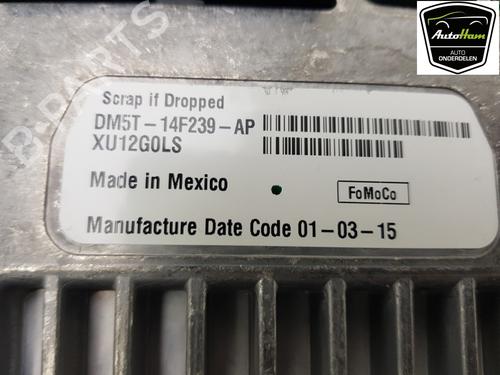 AutoHam
AUTO
ONDERDELEN
B-PARTS
Scrap if Dropped
DM5T-14F239-AP
XU12G0LS
Made in Mexico
FoMoCo
Manufacture Date Code 01-03-15